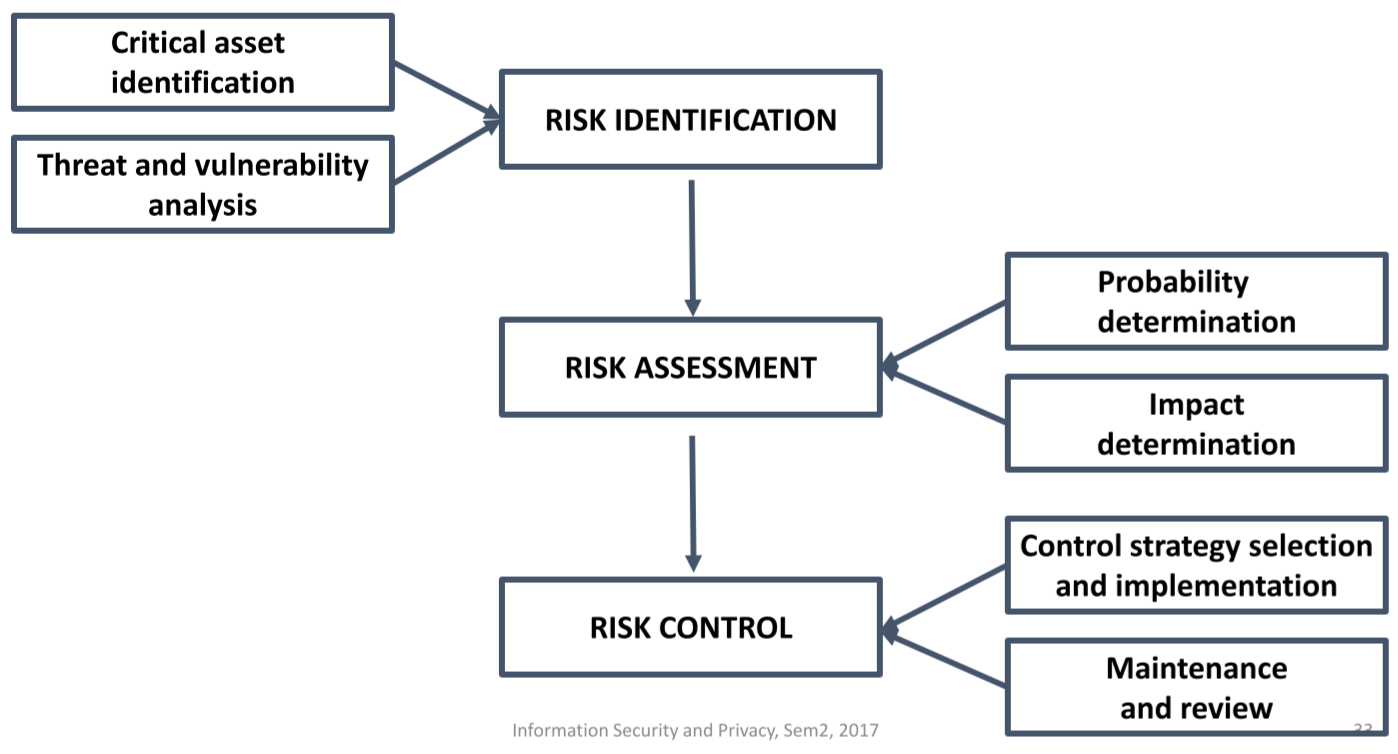 Critical asset
identification
Threat and vulnerability
analysis
RISK IDENTIFICATION
RISK ASSESSMENT
Probability
determination
Impact
determination
RISK CONTROL
Control strategy selection
and implementation
Maintenance
and review
Information Security and Privacy, Sem2, 2017
33